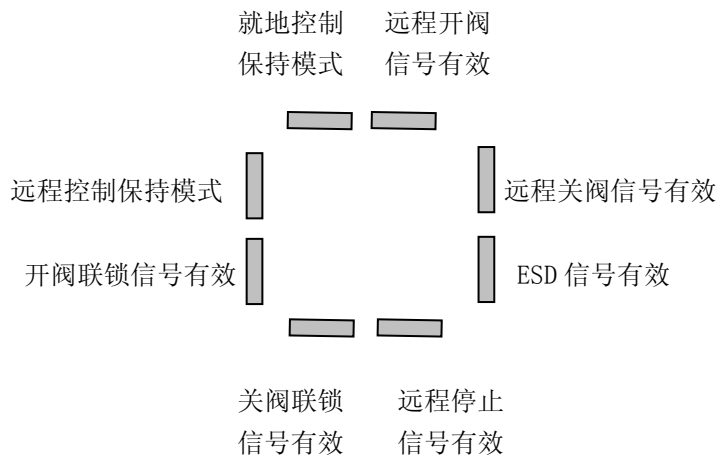 就地控制 远程开阀
保持模式 信号有效
远程控制保持模式
远程关阀信号有效
开阀联锁信号有效
ESD 信号有效
关阀联锁 远程停止
信号有效 信号有效